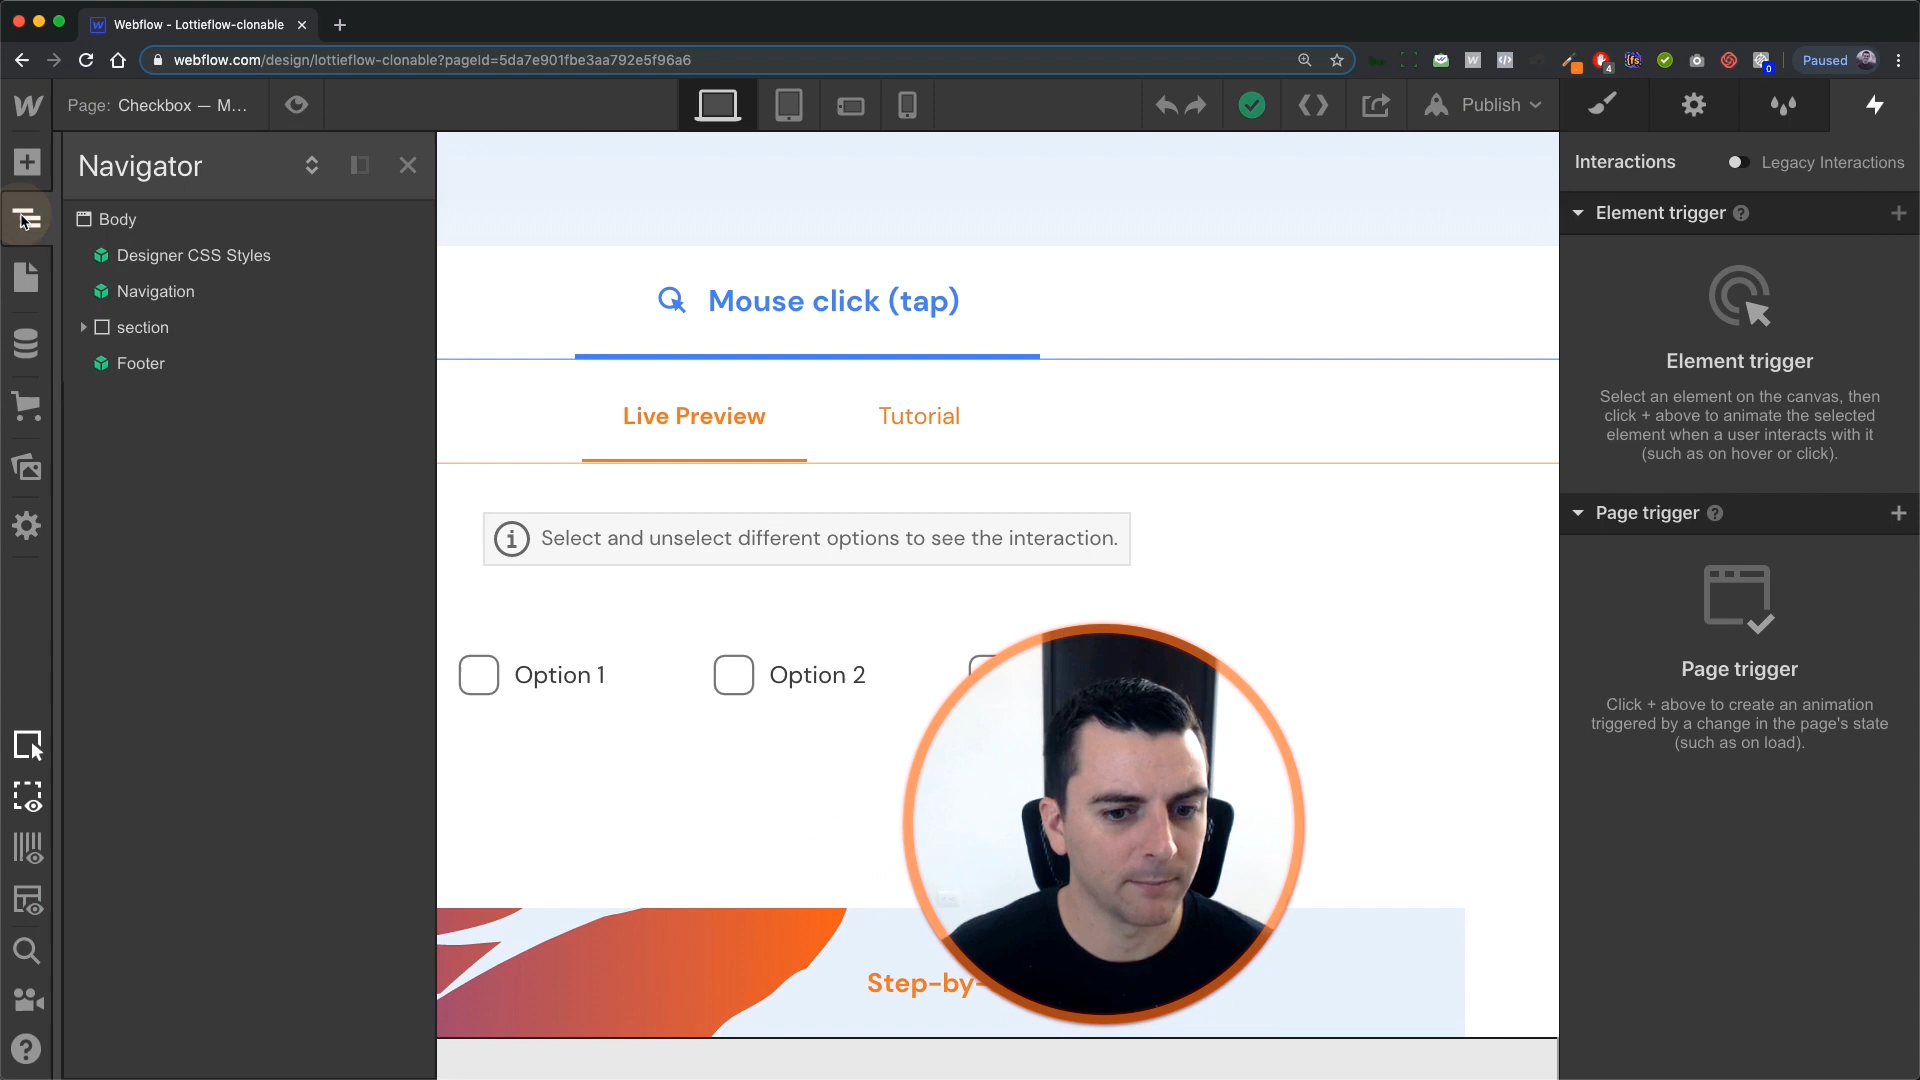 Webflow - Lottieflow-clonable
webflow.com/design/lottieflow-clonable?pageId=5da7e901fbe3aa792e5f96a6
Paused
Page: Checkbox — M...
Publish
Navigator
Body
Designer CSS Styles
Navigation
section
Footer
Mouse click (tap)
Live Preview
Tutorial
Select and unselect different options to see the interaction.
Option 1
Option 2
Step-by-
Interactions
Legacy Interactions
Element trigger
Element trigger
Select an element on the canvas, then
click + above to animate the selected
element when a user interacts with it
(such as on hover or click).
Page trigger
Page trigger
Click + above to create an animation
triggered by a change in the page's state
(such as on load).